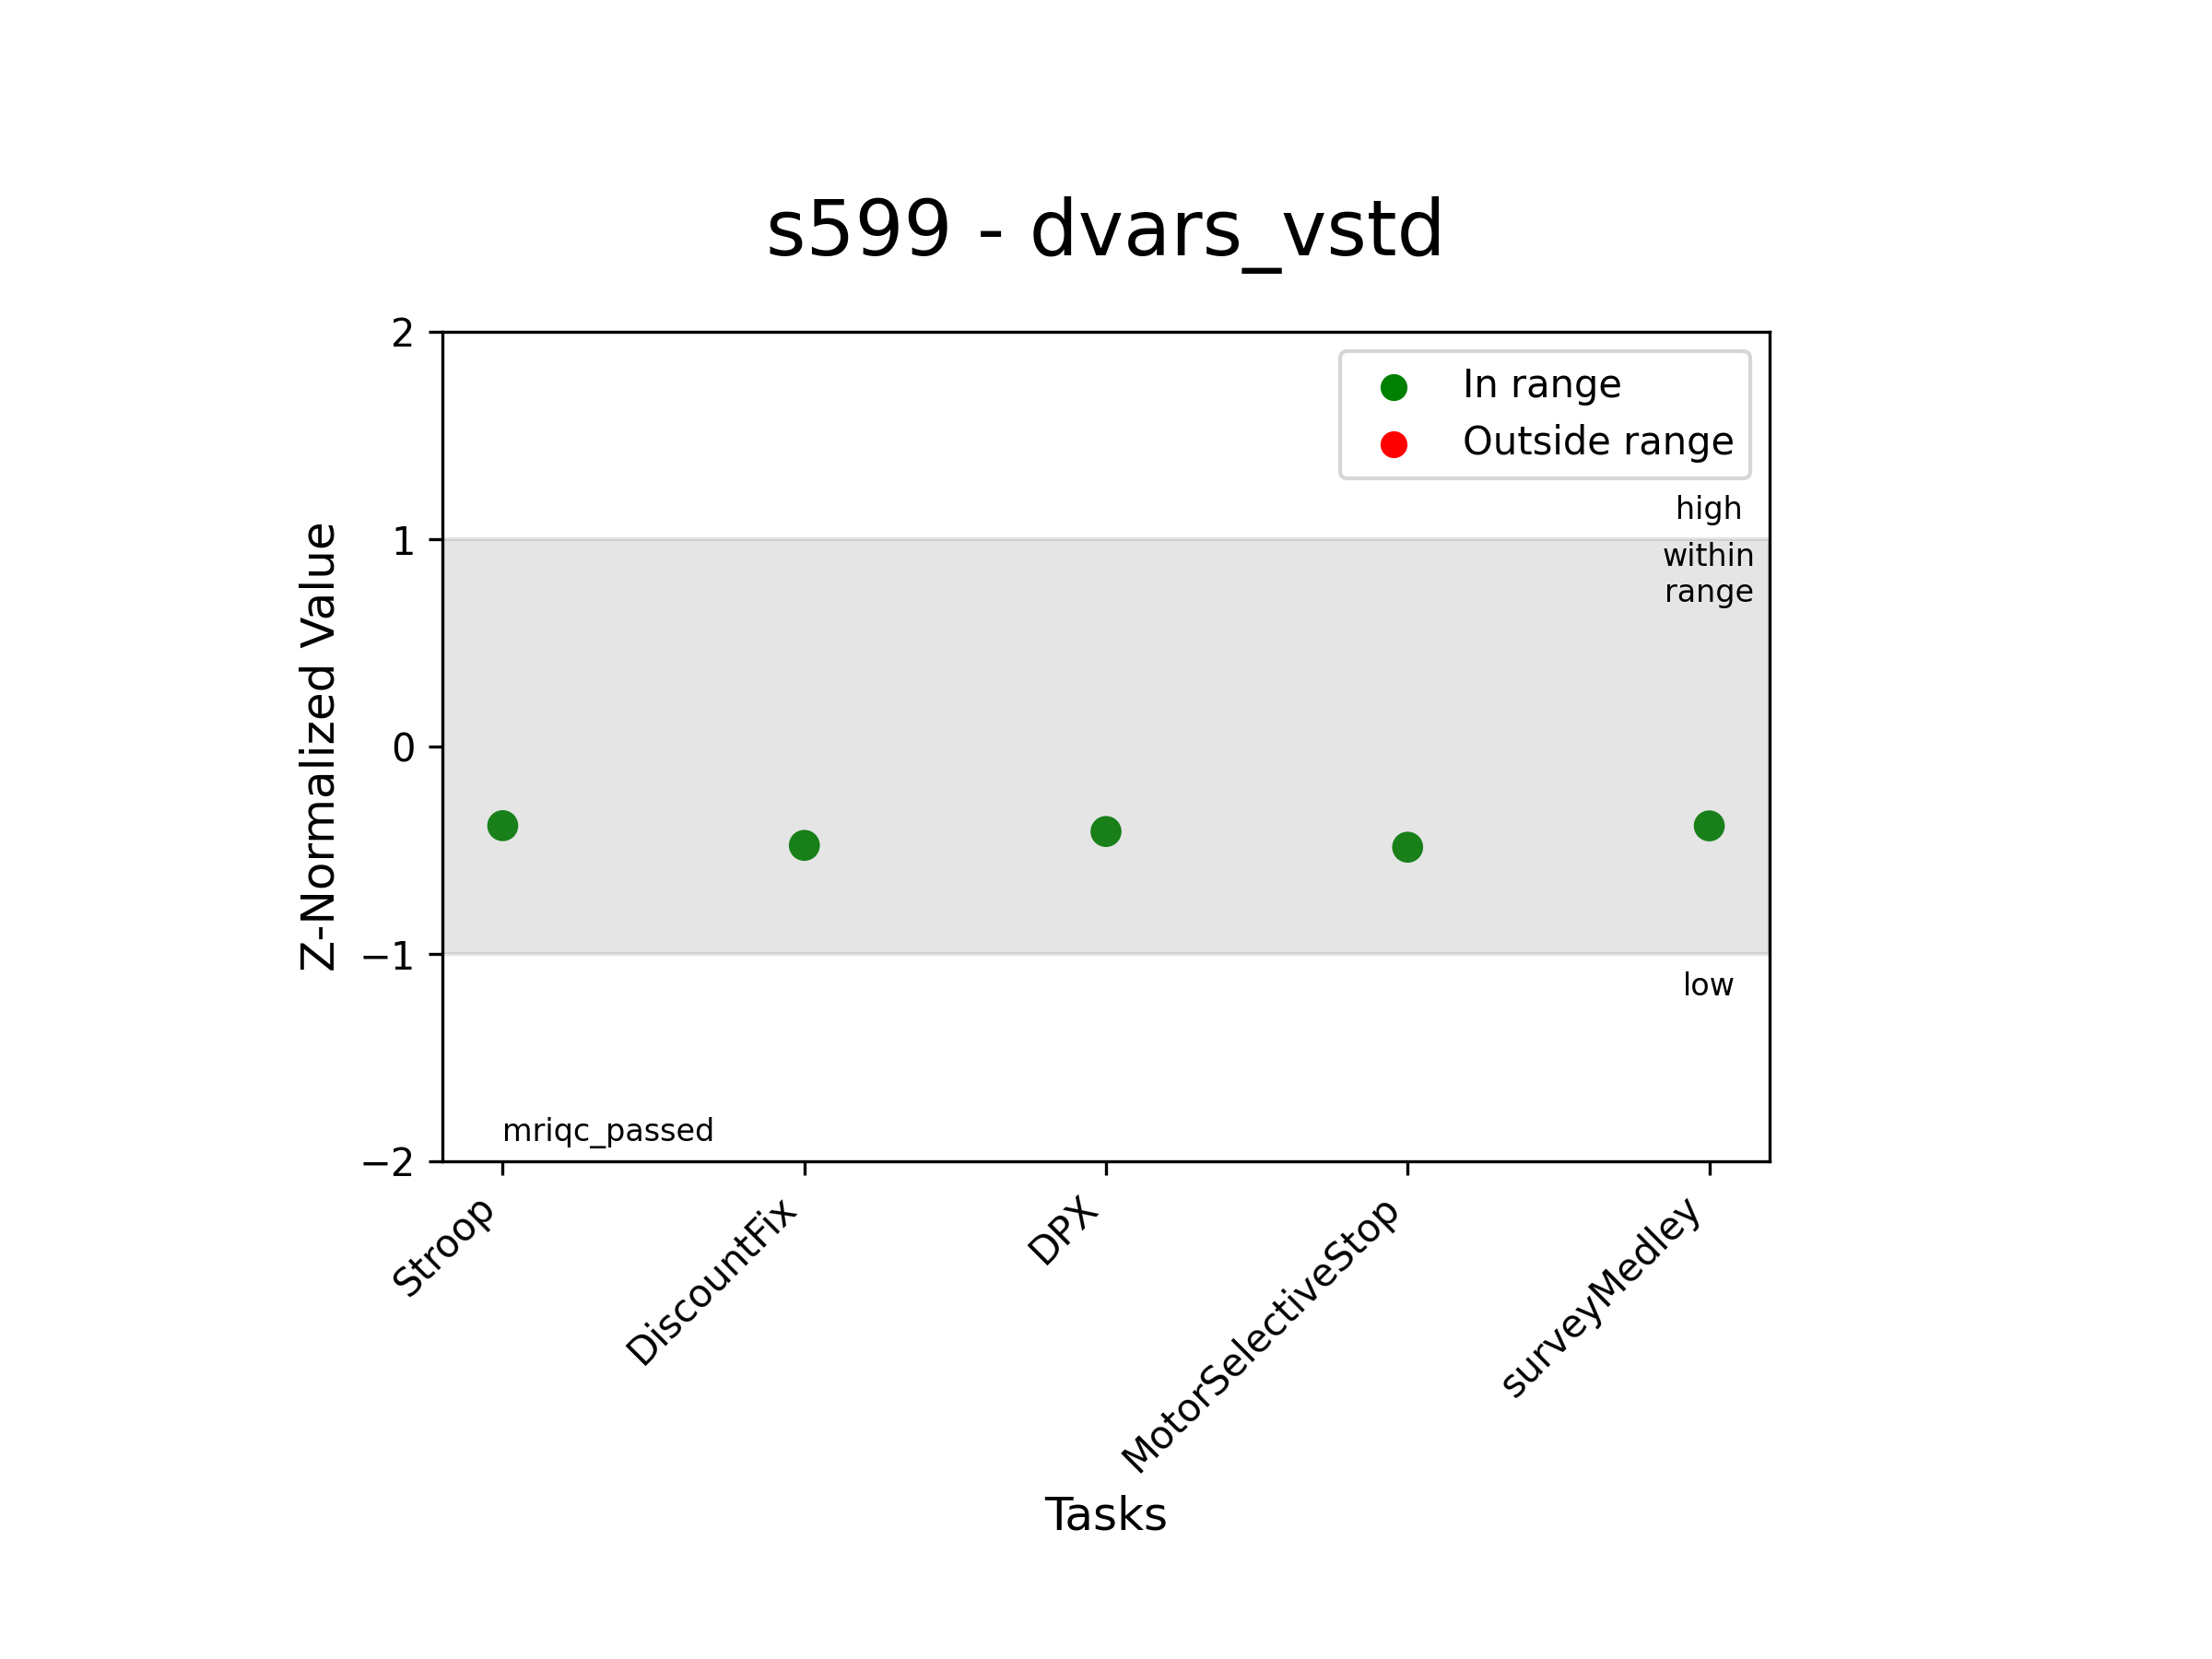 s599 - dvars_vstd
In range
Outside range
high
within
range
low
mriqc_passed
2
1
0
−1
−2
Z-Normalized Value
Stroop
DiscountFix
DPX
MotorSelectiveStop
surveyMedley
Tasks